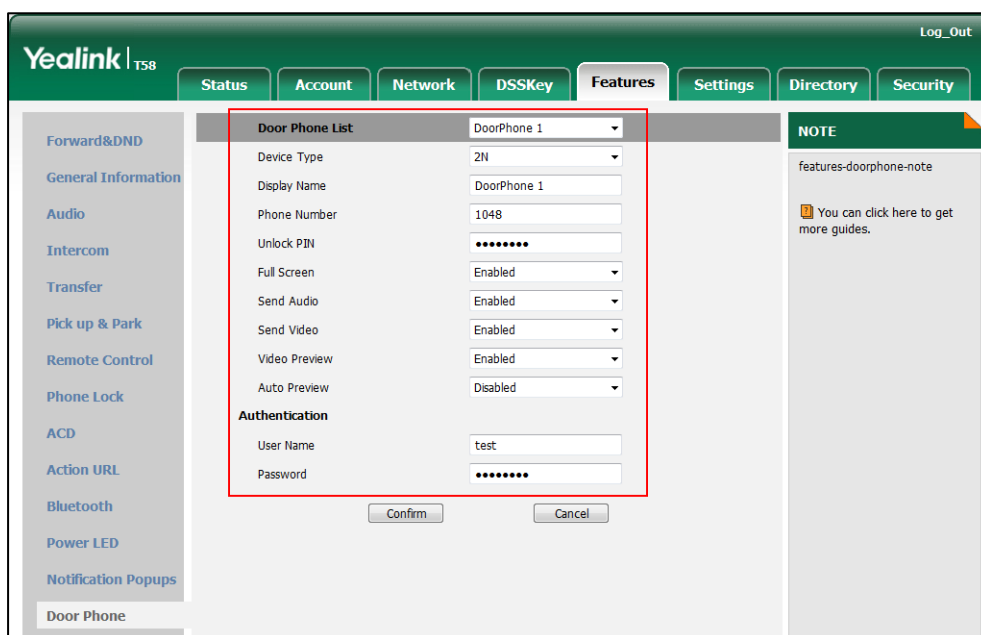 Log_Out
Yealink T58
Status Account Network DSSKey Features Settings Directory Security
Forward&DND
General Information
Audio
Intercom
Transfer
Pick up & Park
Remote Control
Phone Lock
ACD
Action URL
Bluetooth
Power LED
Notification Popups
Door Phone
Door Phone List DoorPhone 1
Device Type 2N
Display Name DoorPhone 1
Phone Number 1048
Unlock PIN ••••••••
Full Screen Enabled
Send Audio Enabled
Send Video Enabled
Video Preview Enabled
Auto Preview Disabled
Authentication
User Name test
Password ••••••••
Confirm Cancel
NOTE
features-doorphone-note
? You can click here to get
more guides.